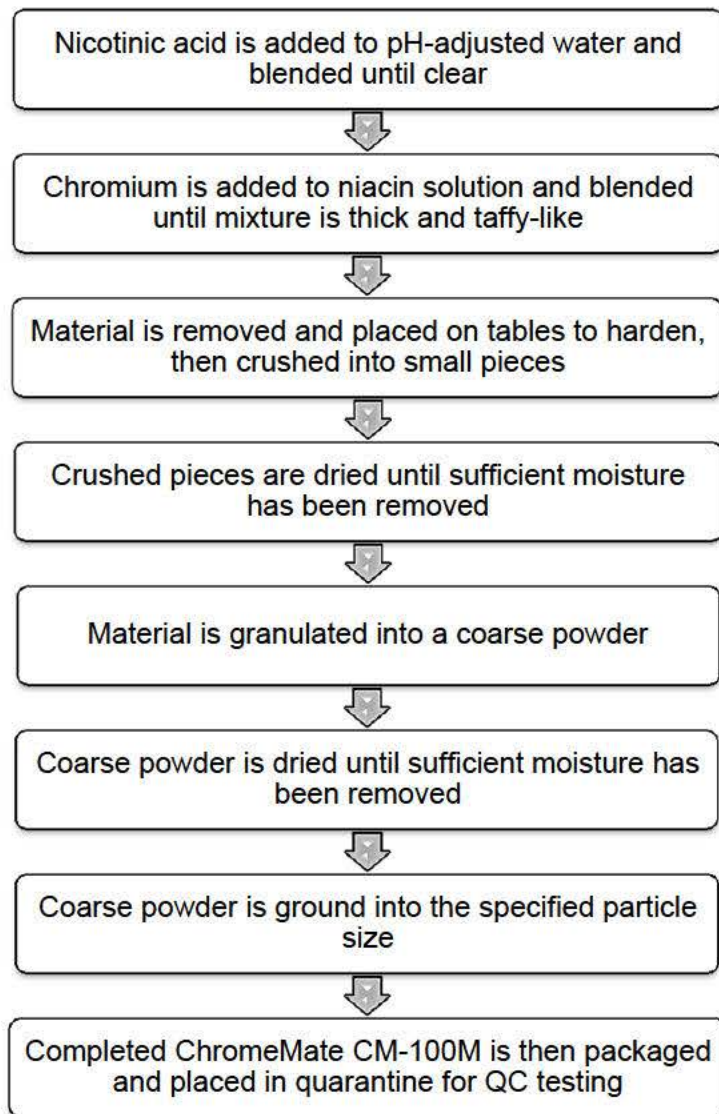 Nicotinic acid is added to pH-adjusted water and
blended until clear
Chromium is added to niacin solution and blended
until mixture is thick and taffy-like
Material is removed and placed on tables to harden,
then crushed into small pieces
Crushed pieces are dried until sufficient moisture
has been removed
Material is granulated into a coarse powder
Coarse powder is dried until sufficient moisture has
been removed
Coarse powder is ground into the specified particle
size
Completed ChromeMate CM-100M is then packaged
and placed in quarantine for QC testing